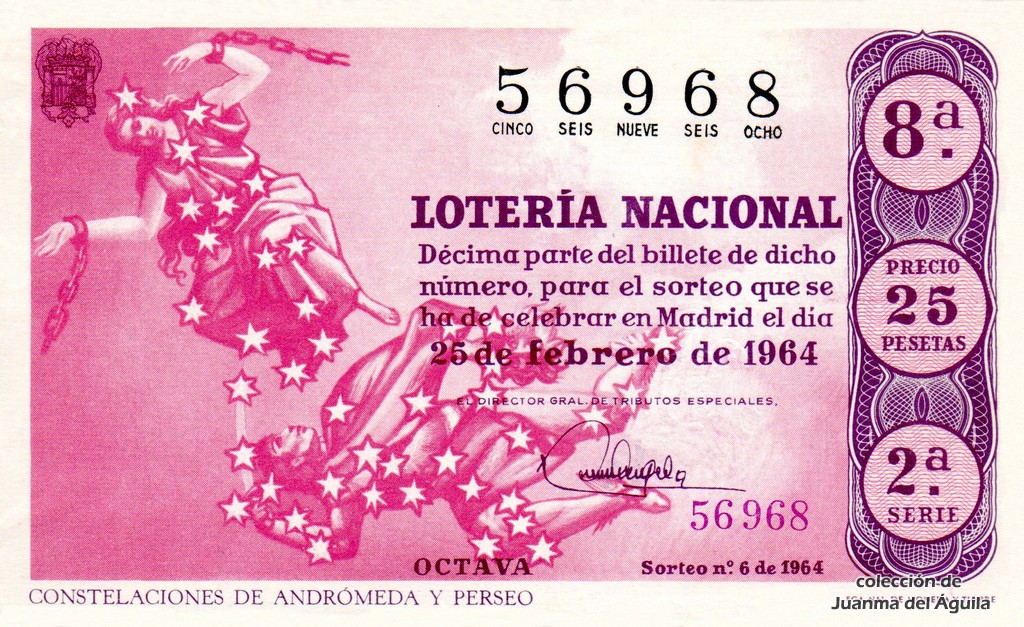 56968
CINCO SEIS NUEVE SEIS OCHO
8ª.
LOTERÍA NACIONAL
Décima parte del billete de dicho
número, para el sorteo que se
ha de celebrar en Madrid el día
25 de febrero de 1964
PRECIO
25
PESETAS
EL DIRECTOR GRAL. DE TRIBUTOS ESPECIALES,
2ª.
SERIE
56968
OCTAVA
Sorteo nº. 6 de 1964
CONSTELACIONES DE ANDRÓMEDA Y PERSEO
colección de
Juanma del Águila